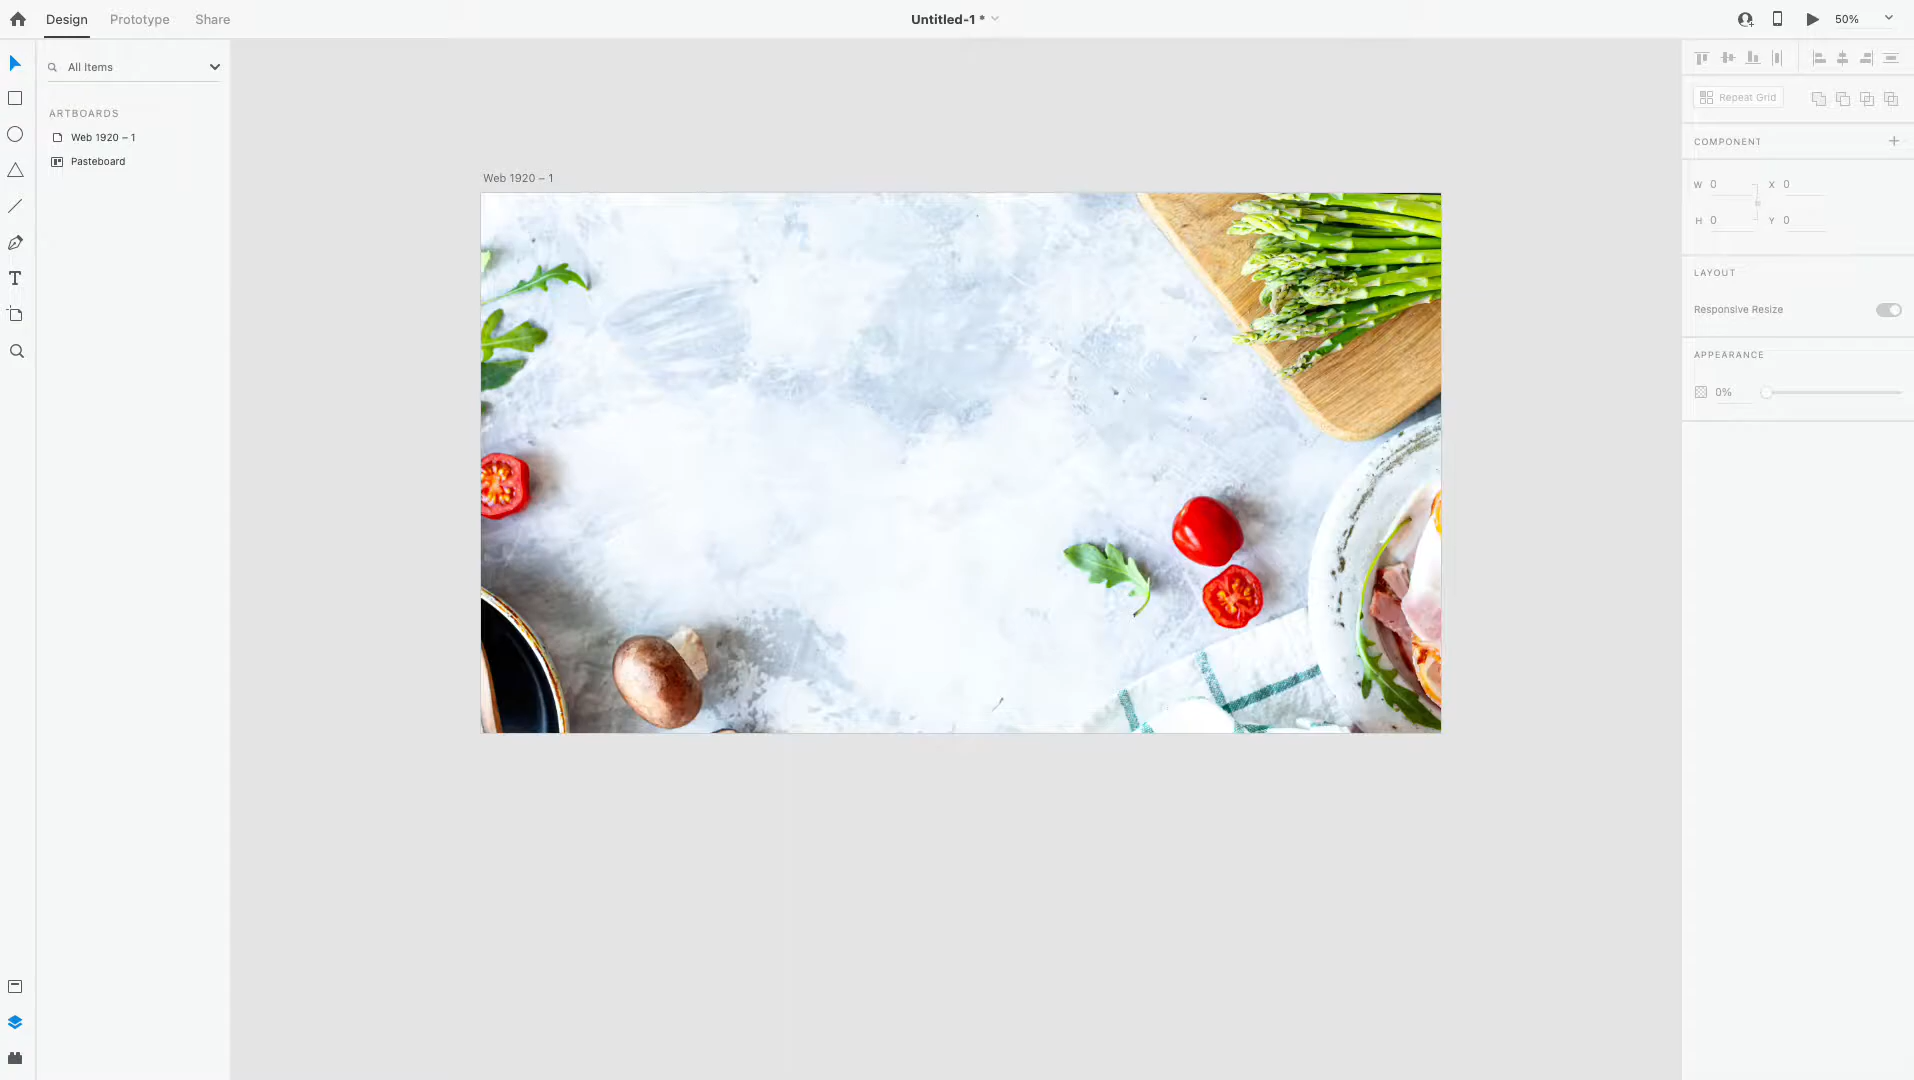 Design Prototype Share Untitled-1 * 50%
All Items
ARTBOARDS
Web 1920 – 1
Pasteboard
Web 1920 – 1
Repeat Grid
COMPONENT
W 0 X 0
H 0 Y 0
LAYOUT
Responsive Resize
APPEARANCE
0%